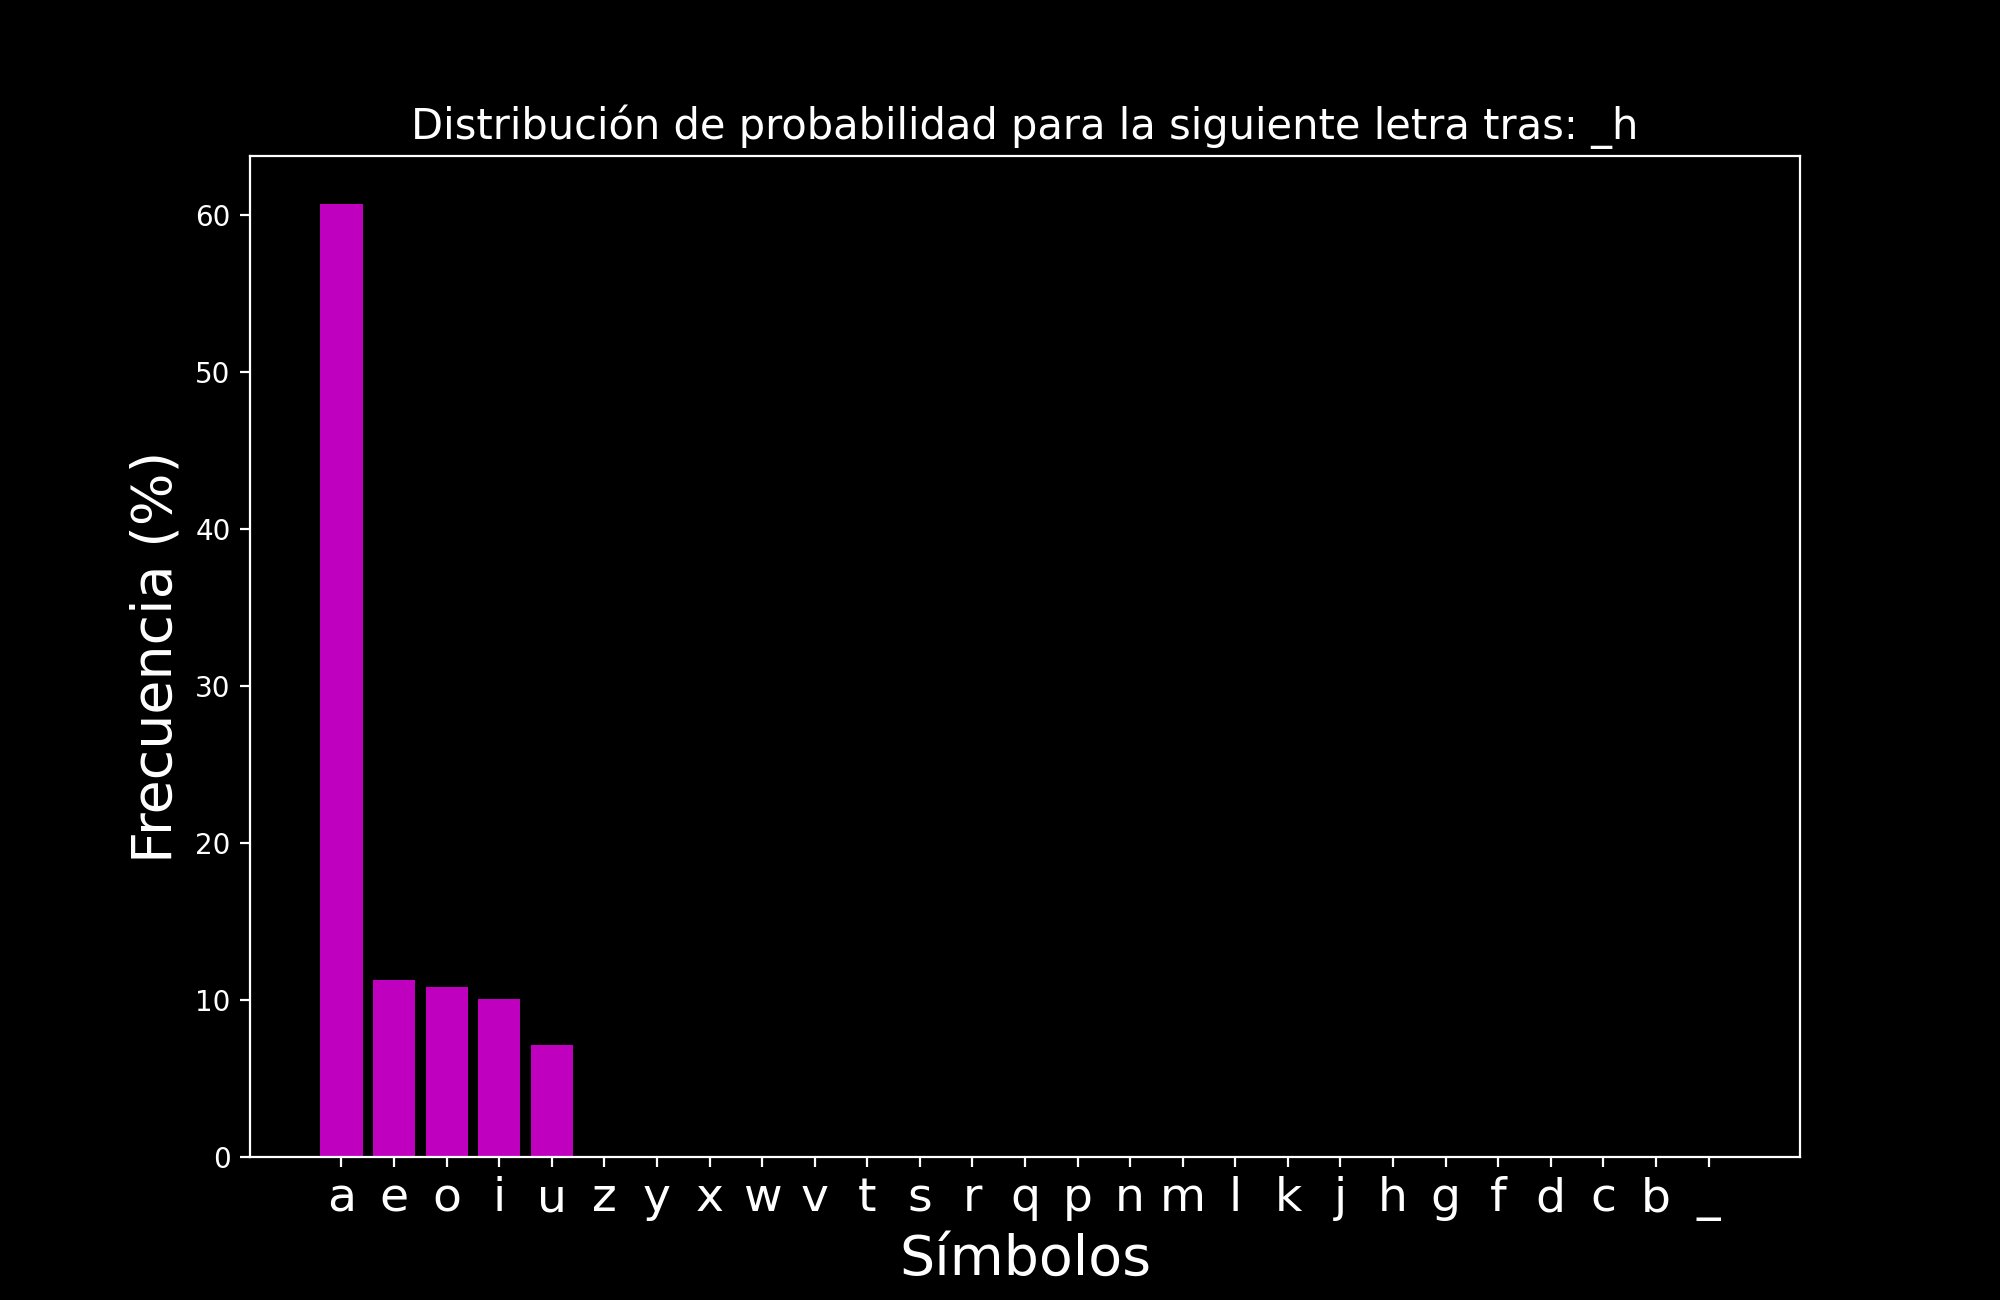 Distribución de probabilidad para la siguiente letra tras: _h
Frecuencia (%)
60
50
40
30
20
10
0
a e o i u z y x w v t s r q p n m l k j h g f d c b _
Símbolos